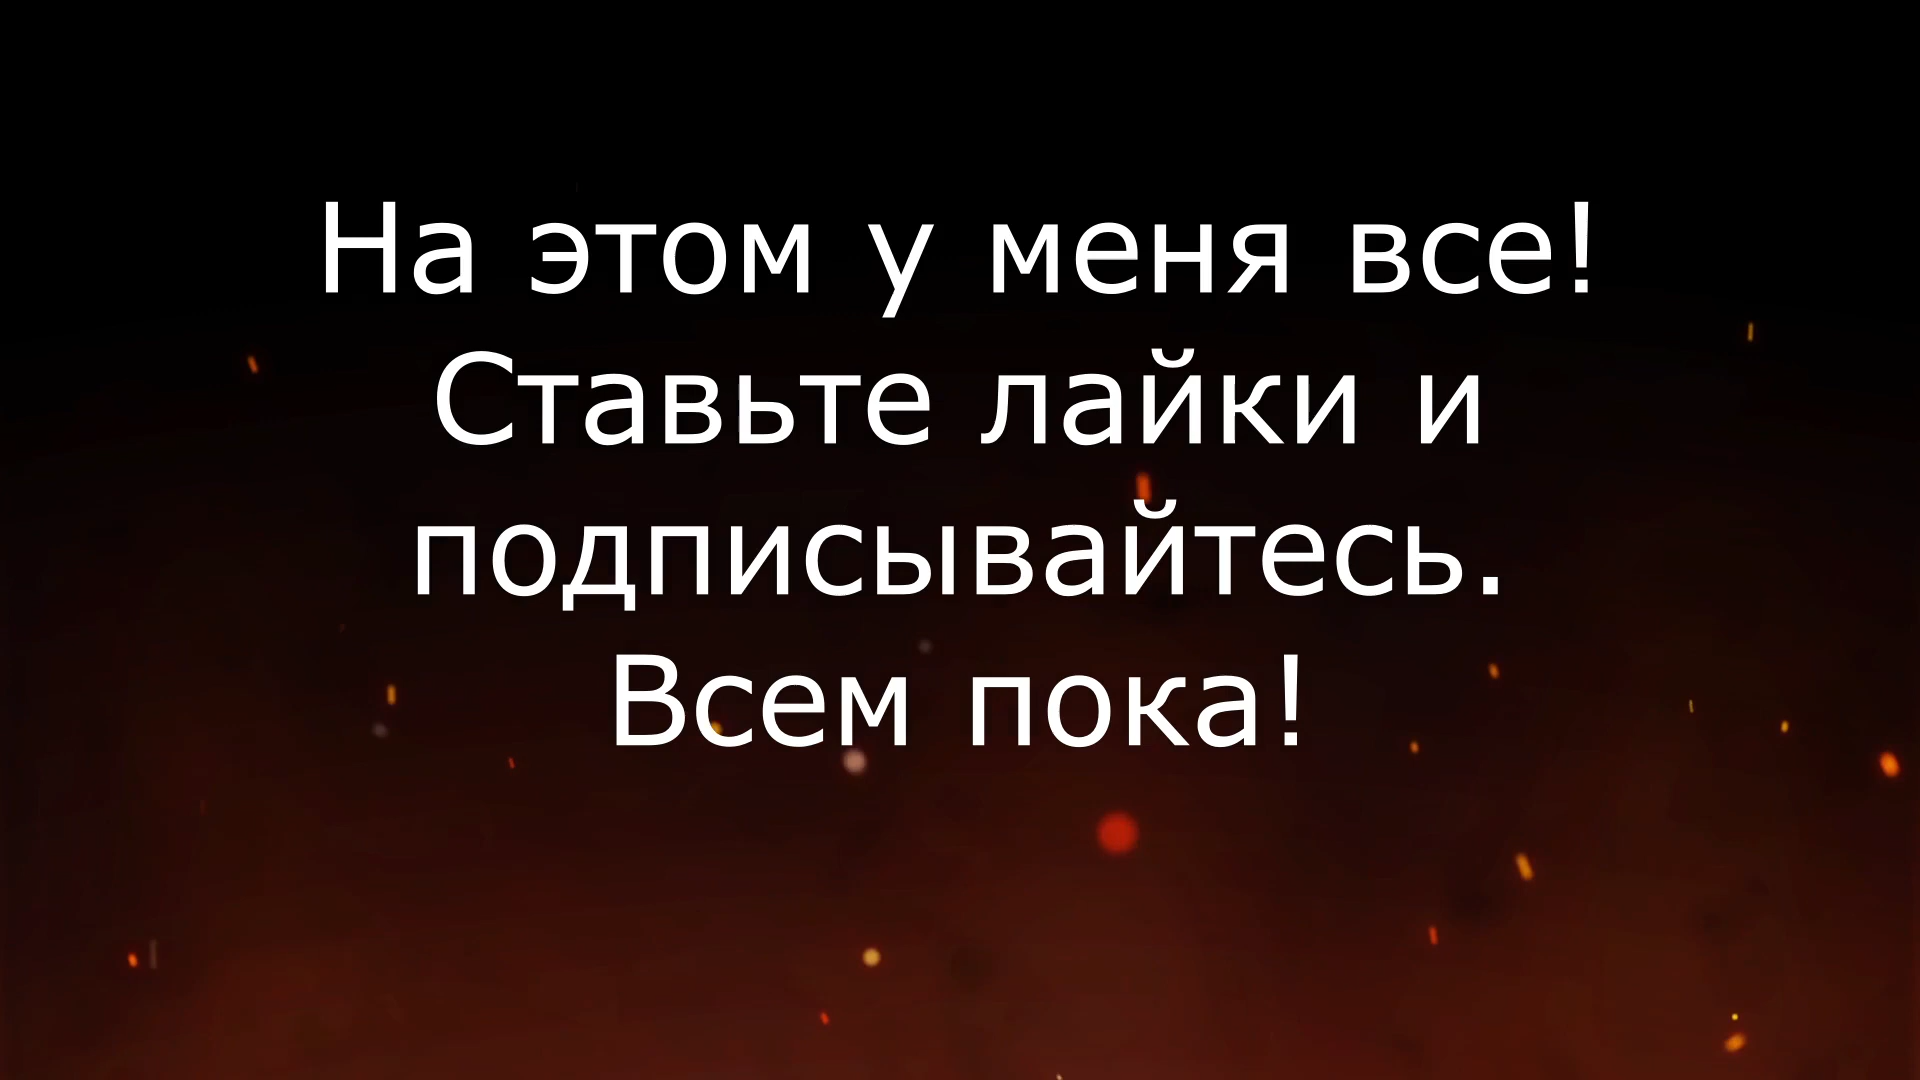 На этом у меня все!
Ставьте лайки и
подписывайтесь.
Всем пока!